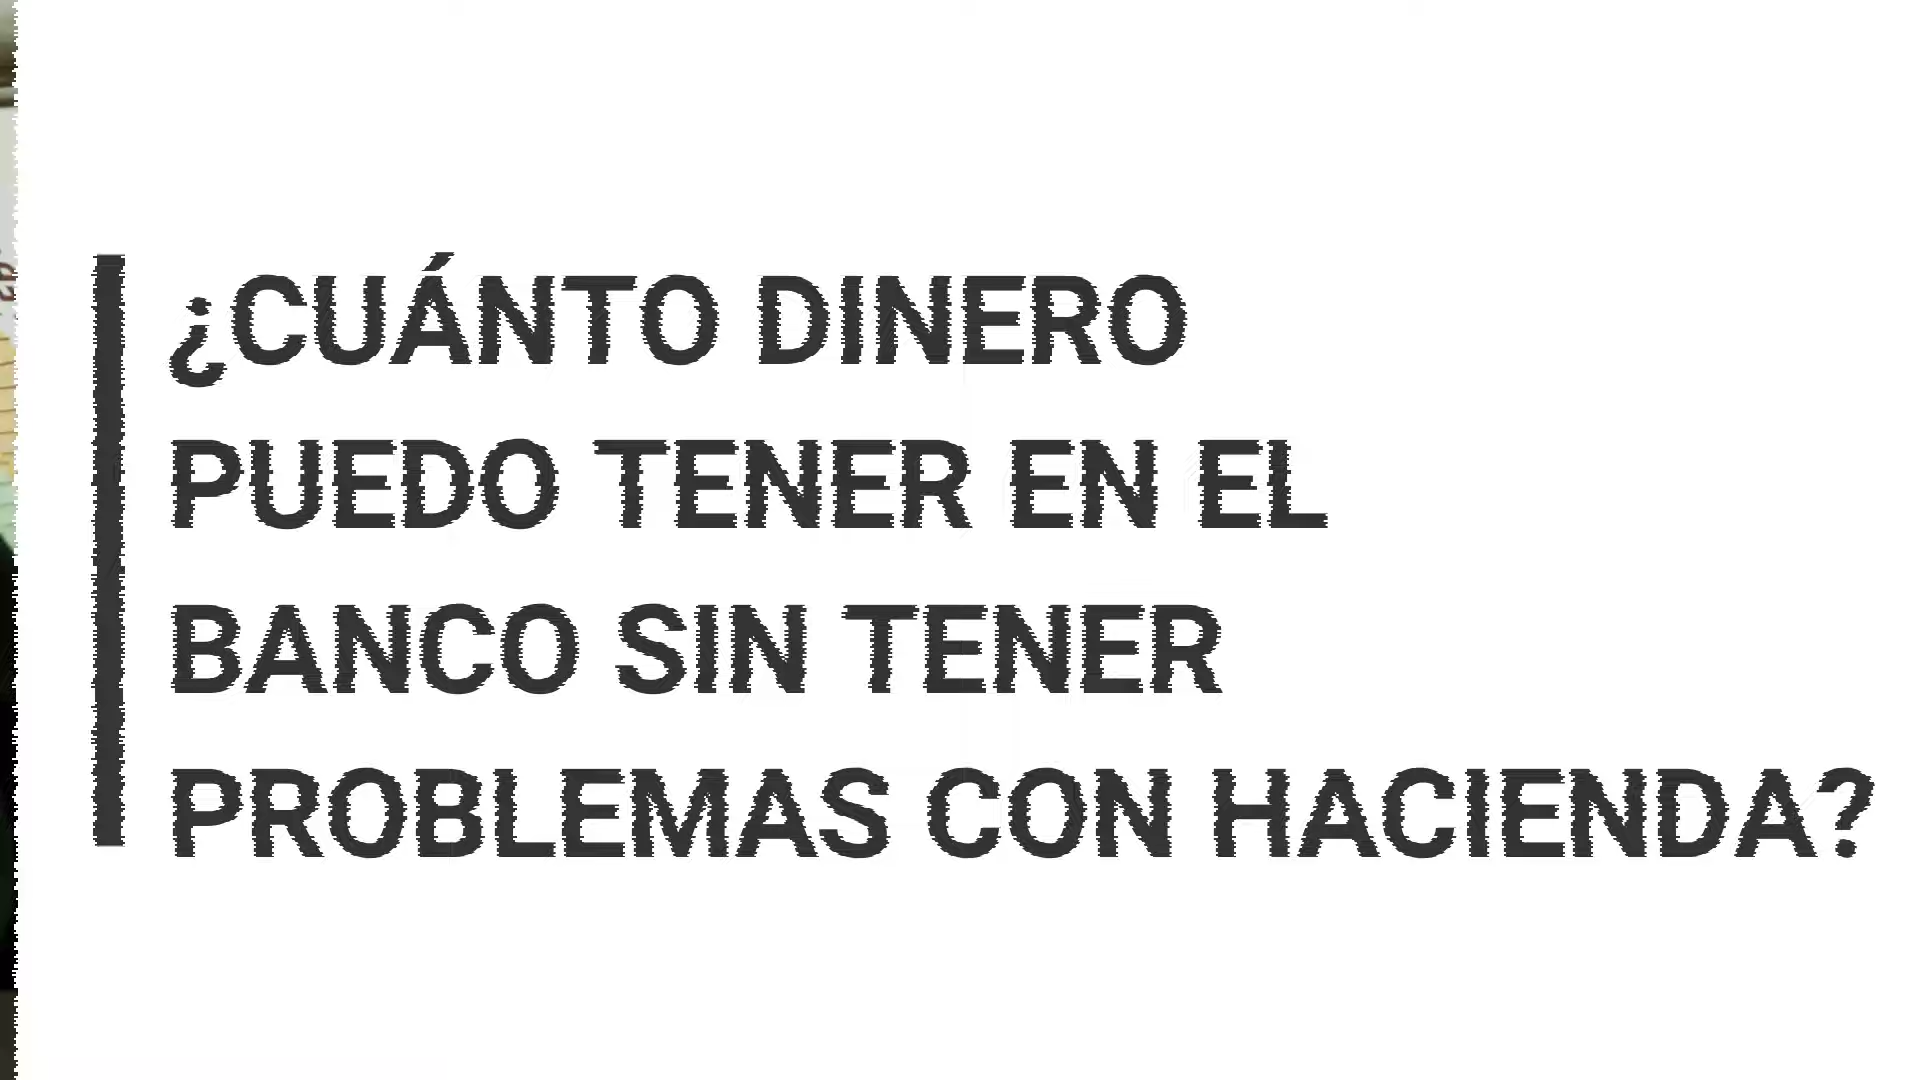 ¿CUÁNTO DINERO
PUEDO TENER EN EL
BANCO SIN TENER
PROBLEMAS CON HACIENDA?